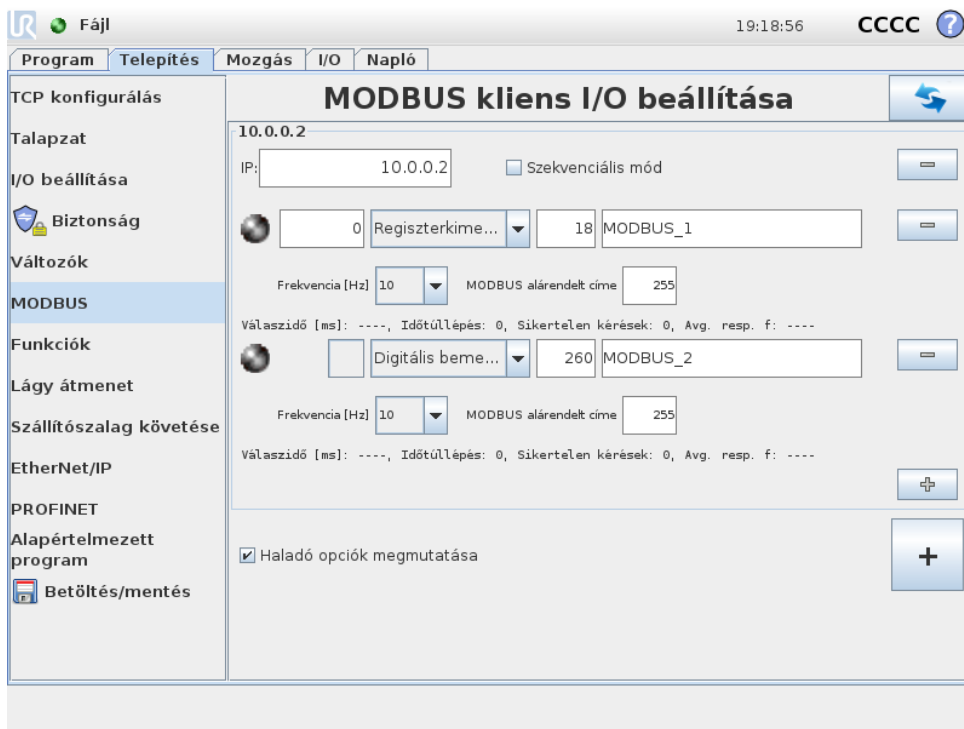 UR Fájl 19:18:56 CCCC ?
Program Telepítés Mozgás I/O Napló
TCP konfigurálás
Talapzat
I/O beállítása
Biztonság
Változók
MODBUS
Funkciók
Lágy átmenet
Szállítószalag követése
EtherNet/IP
PROFINET
Alapértelmezett
program
Betöltés/mentés
MODBUS kliens I/O beállítása
10.0.0.2
IP: 10.0.0.2 Szekvenciális mód
0 Regiszterkime... 18 MODBUS_1
Frekvencia [Hz] 10 MODBUS alárendelt címe 255
Válaszidő [ms]: ----, Időtúllépés: 0, Sikertelen kérések: 0, Avg. resp. f: ----
Digitális beme... 260 MODBUS_2
Frekvencia [Hz] 10 MODBUS alárendelt címe 255
Válaszidő [ms]: ----, Időtúllépés: 0, Sikertelen kérések: 0, Avg. resp. f: ----
Haladó opciók megmutatása